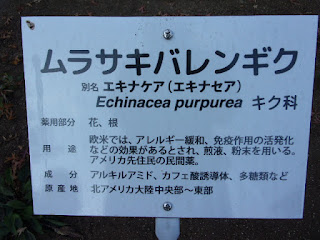 ムラサキバレンギク
別名 エキナケア(エキナセア)
Echinacea purpurea キク科
薬用部分 花、根
用途 欧米では、アレルギー緩和、免疫作用の活発化
などの効果があるとされ、煎液、粉末を用いる。
アメリカ先住民の民間薬。
成分 アルキルアミド、カフェ酸誘導体、多糖類など
原産地 北アメリカ大陸中央部～東部